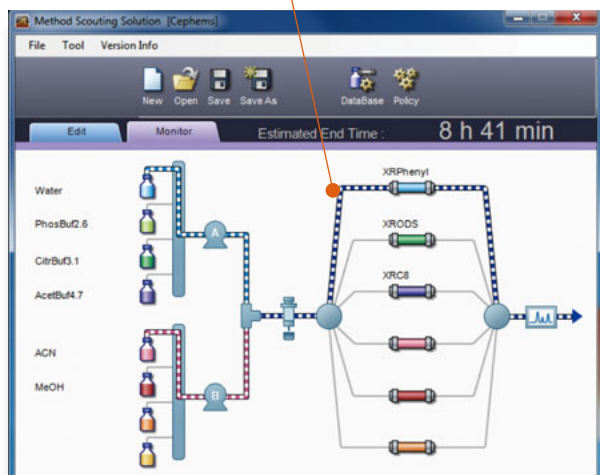 Method Scouting Solution [Cephems]
File Tool Version Info
New Open Save Save As DataBase Policy
Edit Monitor Estimated End Time : 8 h 41 min
XRPhenyl
Water
PhosBuf2.6
XRODS
A
CitrBuf3.1
XRC8
AcetBuf4.7
ACN
MeOH
B